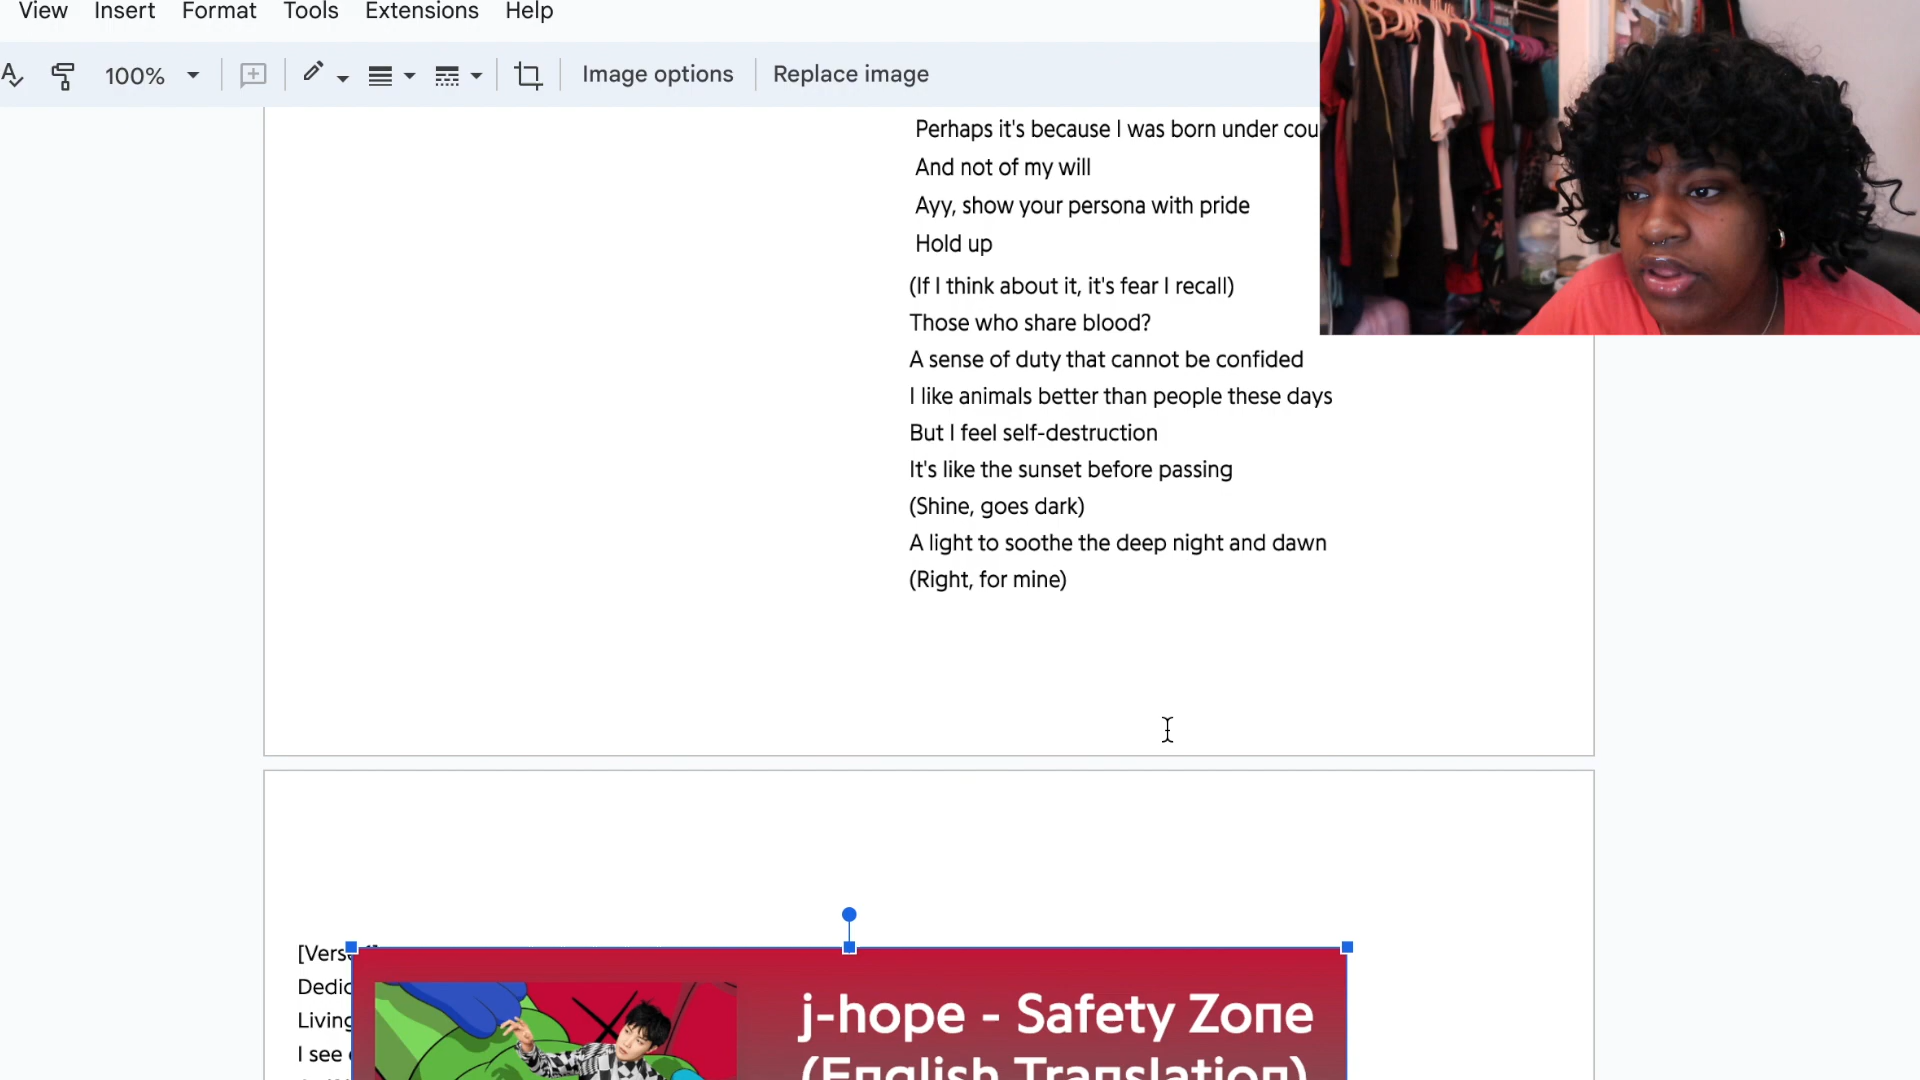 View Insert Format Tools Extensions Help
100% Image options Replace image
Perhaps it's because I was born under
And not of my will
Ayy, show your persona with pride
Hold up
(If I think about it, it's fear I recall)
Those who share blood?
A sense of duty that cannot be confided
I like animals better than people these days
But I feel self-destruction
It's like the sunset before passing
(Shine, goes dark)
A light to soothe the deep night and dawn
(Right, for mine)
j-hope - Safety Zone
(English Translation)
Living
I see